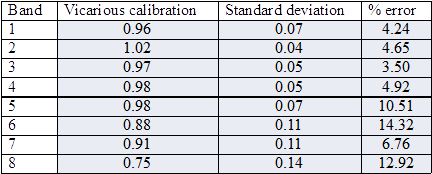 Band Vicarious calibration Standard deviation % error
1 0.96 0.07 4.24
2 1.02 0.04 4.65
3 0.97 0.05 3.50
4 0.98 0.05 4.92
5 0.98 0.07 10.51
6 0.88 0.11 14.32
7 0.91 0.11 6.76
8 0.75 0.14 12.92